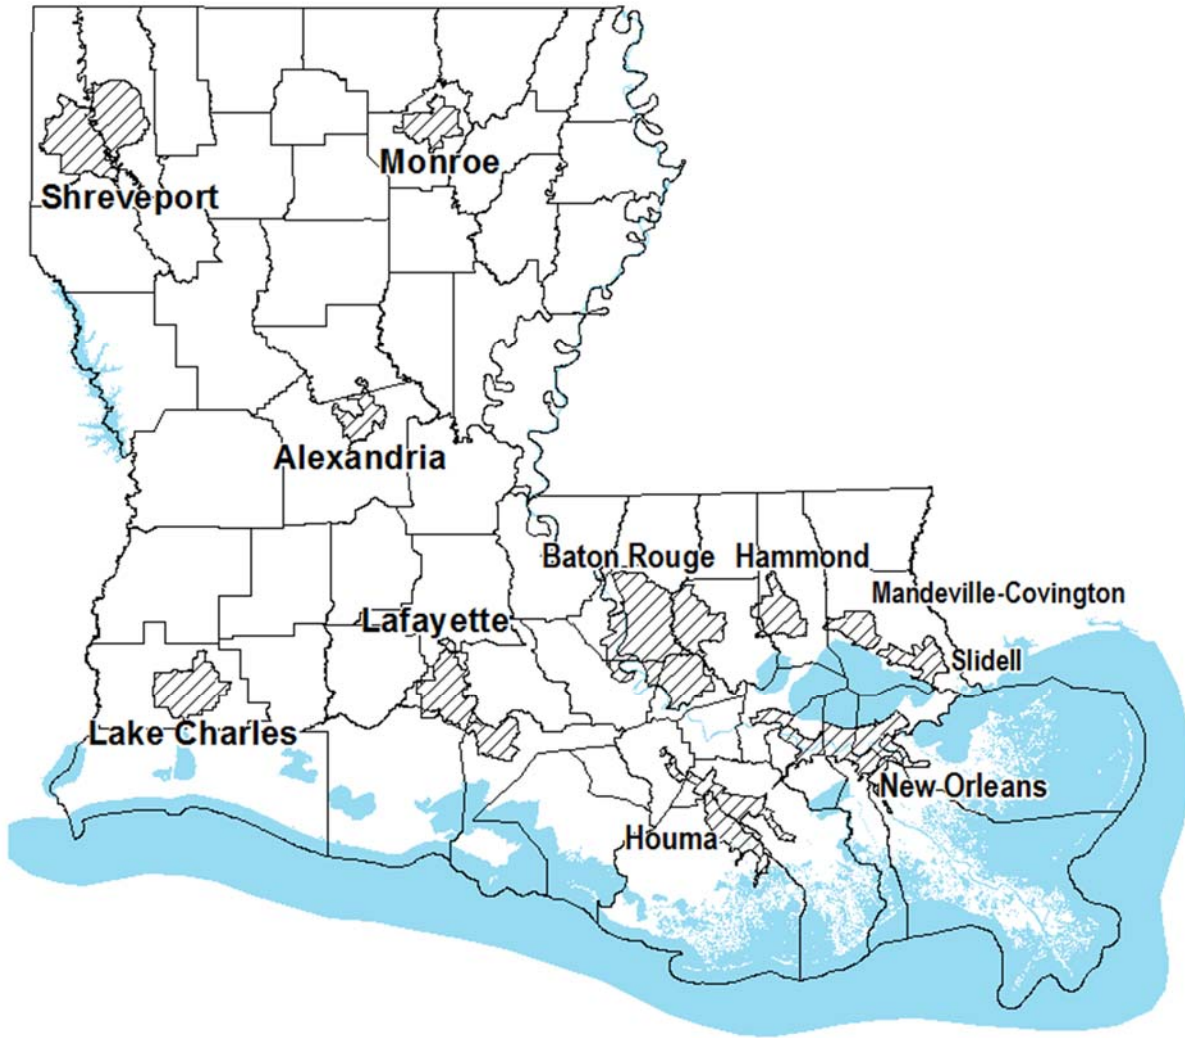 Monroe
Shreveport
Alexandria
Baton Rouge
Hammond
Mandeville-Covington
Lafayette
Slidell
Lake Charles
New Orleans
Houma